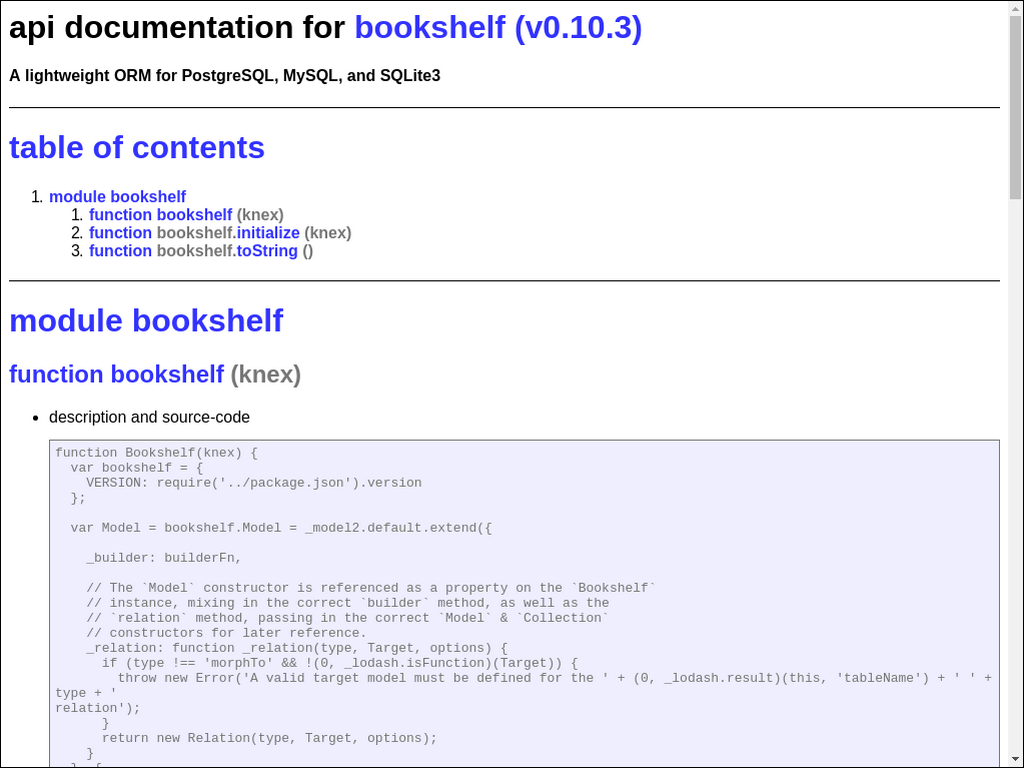 api documentation for bookshelf (v0.10.3)
A lightweight ORM for PostgreSQL, MySQL, and SQLite3
table of contents
1. module bookshelf
1. function bookshelf (knex)
2. function bookshelf.initialize (knex)
3. function bookshelf.toString ()
module bookshelf
function bookshelf (knex)
• description and source-code
function Bookshelf(knex) {
  var bookshelf = {
    VERSION: require('../package.json').version
  };
  var Model = bookshelf.Model = _model2.default.extend({
    _builder: builderFn,
    // The `Model` constructor is referenced as a property on the `Bookshelf`
    // instance, mixing in the correct `builder` method, as well as the
    // `relation` method, passing in the correct `Model` & `Collection`
    // constructors for later reference.
    _relation: function _relation(type, Target, options) {
      if (type !== 'morphTo' && !(0, _lodash.isFunction)(Target)) {
        throw new Error('A valid target model must be defined for the ' + (0, _lodash.result)(this, 'tableName') + ' ' +
type + '
relation');
      }
      return new Relation(type, Target, options);
    }